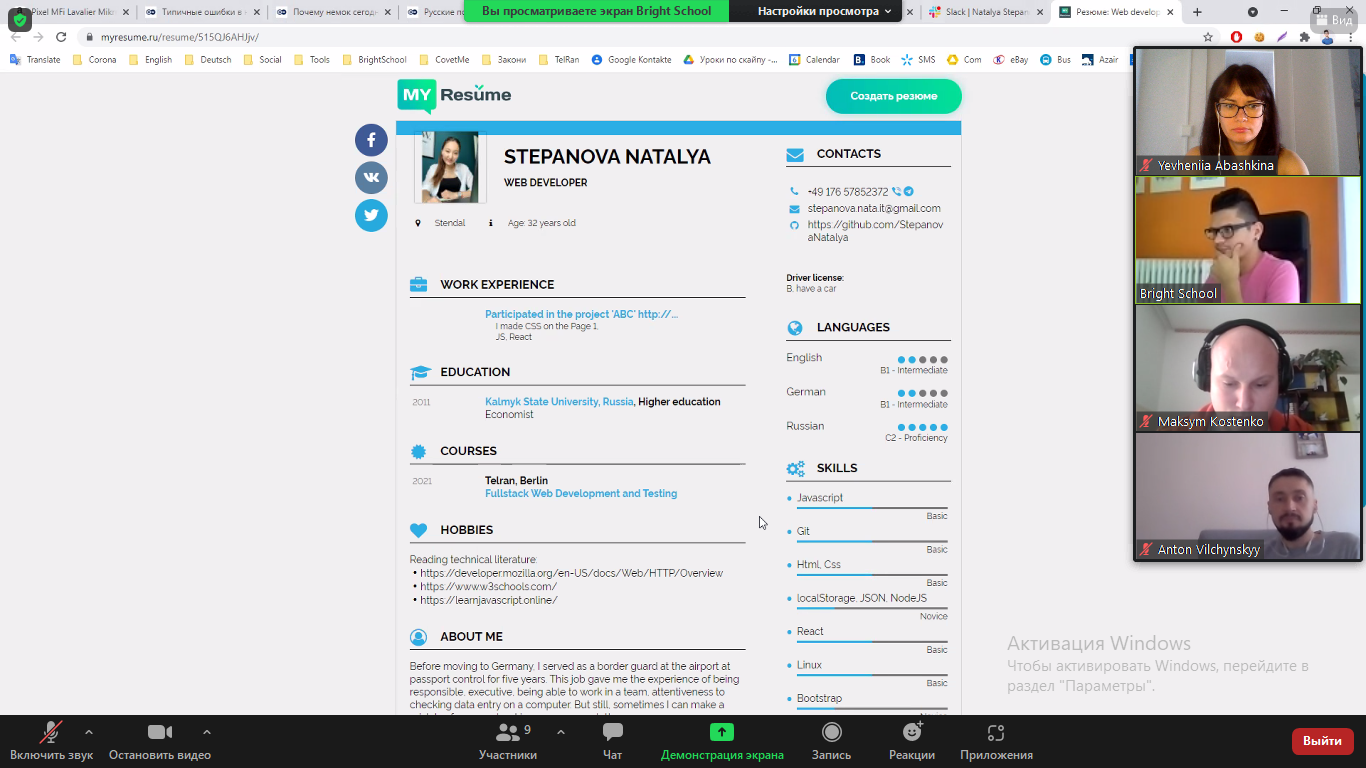 Pixel MFi Lavalier Mikro
Типичные ошибки в
Почему немок сегодн
Русские по
Вы просматриваете экран Bright School
Настройки просмотра
Slack | Natalya Stepan
Резюме: Web develop
Вид
myresume.ru/resume/515QJ6AHJjv/
Translate
Corona
English
Deutsch
Social
Tools
BrightSchool
CovetMe
Закони
TelRan
Google Kontakte
Уроки по скайпу -...
Calendar
Book
SMS
Com
eBay
Bus
Azair
MY Resume
Создать резюме
STEPANOVA NATALYA
WEB DEVELOPER
Stendal
Age: 32 years old
CONTACTS
+49 176 57852372
stepanova.nata.it@gmail.com
https://github.com/Stepanov
aNatalya
Driver license:
B, have a car
WORK EXPERIENCE
Participated in the project 'ABC' http://...
I made CSS on the Page 1,
JS, React
EDUCATION
2011
Kalmyk State University, Russia, Higher education
Economist
COURSES
2021
Telran, Berlin
Fullstack Web Development and Testing
HOBBIES
Reading technical literature:
• https://developer.mozilla.org/en-US/docs/Web/HTTP/Overview
• https://www.w3schools.com/
• https://learnjavascript.online/
ABOUT ME
Before moving to Germany, I served as a border guard at the airport at
passport control for five years. This job gave me the experience of being
responsible, executive, being able to work in a team, attentiveness to
checking data entry on a computer. But still, sometimes I can make a
LANGUAGES
English
B1 - Intermediate
German
B1 - Intermediate
Russian
C2 - Proficiency
SKILLS
Javascript
Basic
Git
Basic
Html, Css
Basic
localStorage, JSON, NodeJS
Novice
React
Basic
Linux
Basic
Bootstrap
Yevheniia Abashkina
Bright School
Maksym Kostenko
Anton Vilchynskyy
Активация Windows
Чтобы активировать Windows, перейдите в
раздел "Параметры".
Включить звук
Остановить видео
9
Участники
Чат
Демонстрация экрана
Запись
Реакции
Приложения
Выйти